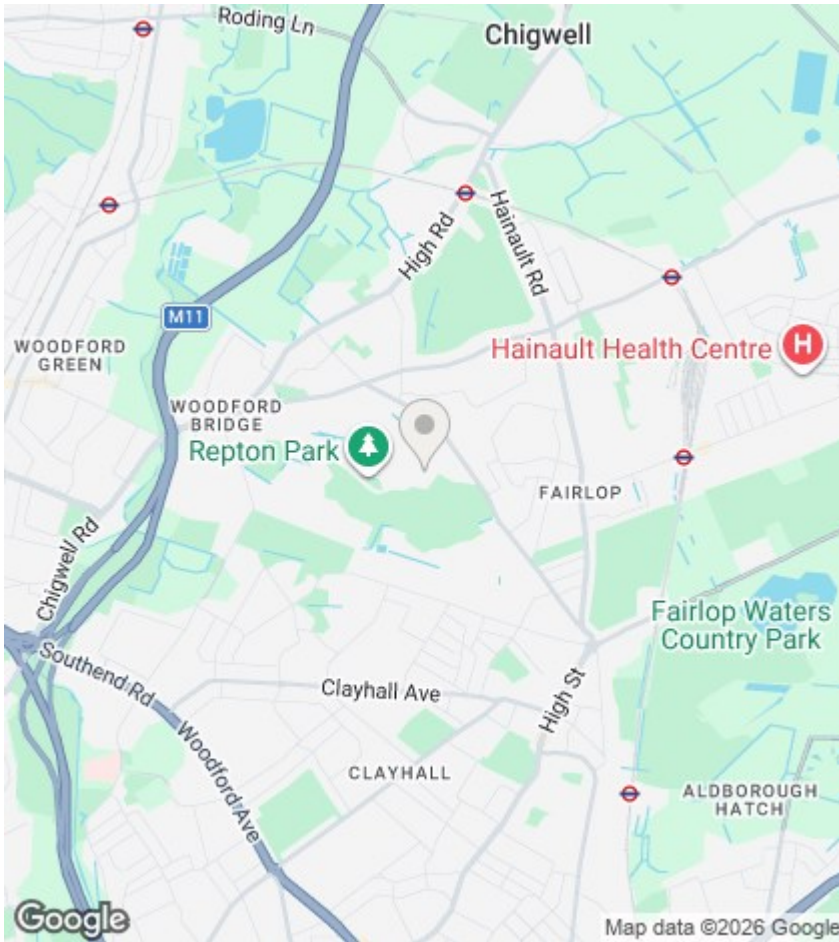 Roding Ln
Chigwell
High Rd
Hainault Rd
M11
WOODFORD
GREEN
Hainault Health Centre
H
WOODFORD
BRIDGE
Repton Park
FAIRLOP
Chigwell Rd
Fairlop Waters
Country Park
Southend Rd
Clayhall Ave
High St
Woodford Ave
CLAYHALL
ALDBOROUGH
HATCH
Google
Map data ©2026 Google